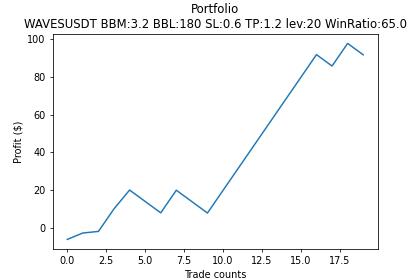 Portfolio
WAVESUSDT BBM:3.2 BBL:180 SL:0.6 TP:1.2 lev:20 WinRatio:65.0
100
80
60
40
20
0
Profit ($)
0.0 2.5 5.0 7.5 10.0 12.5 15.0 17.5
Trade counts